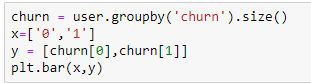 churn = user.groupby('churn').size()
x=['0','1']
y = [churn[0],churn[1]]
plt.bar(x,y)